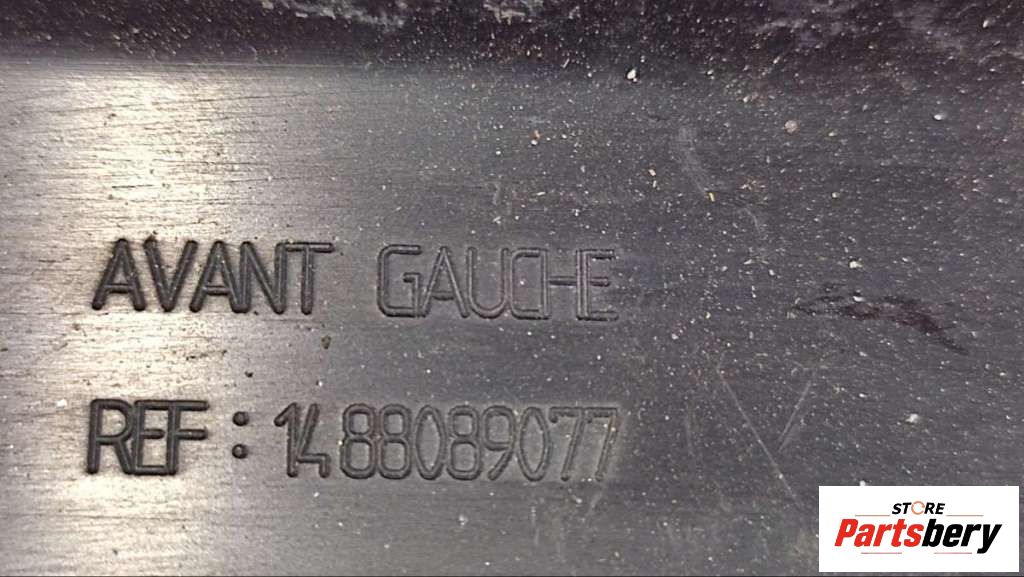 AVANT GAUCHE
REF : 1488089077
STORE
Partsbery